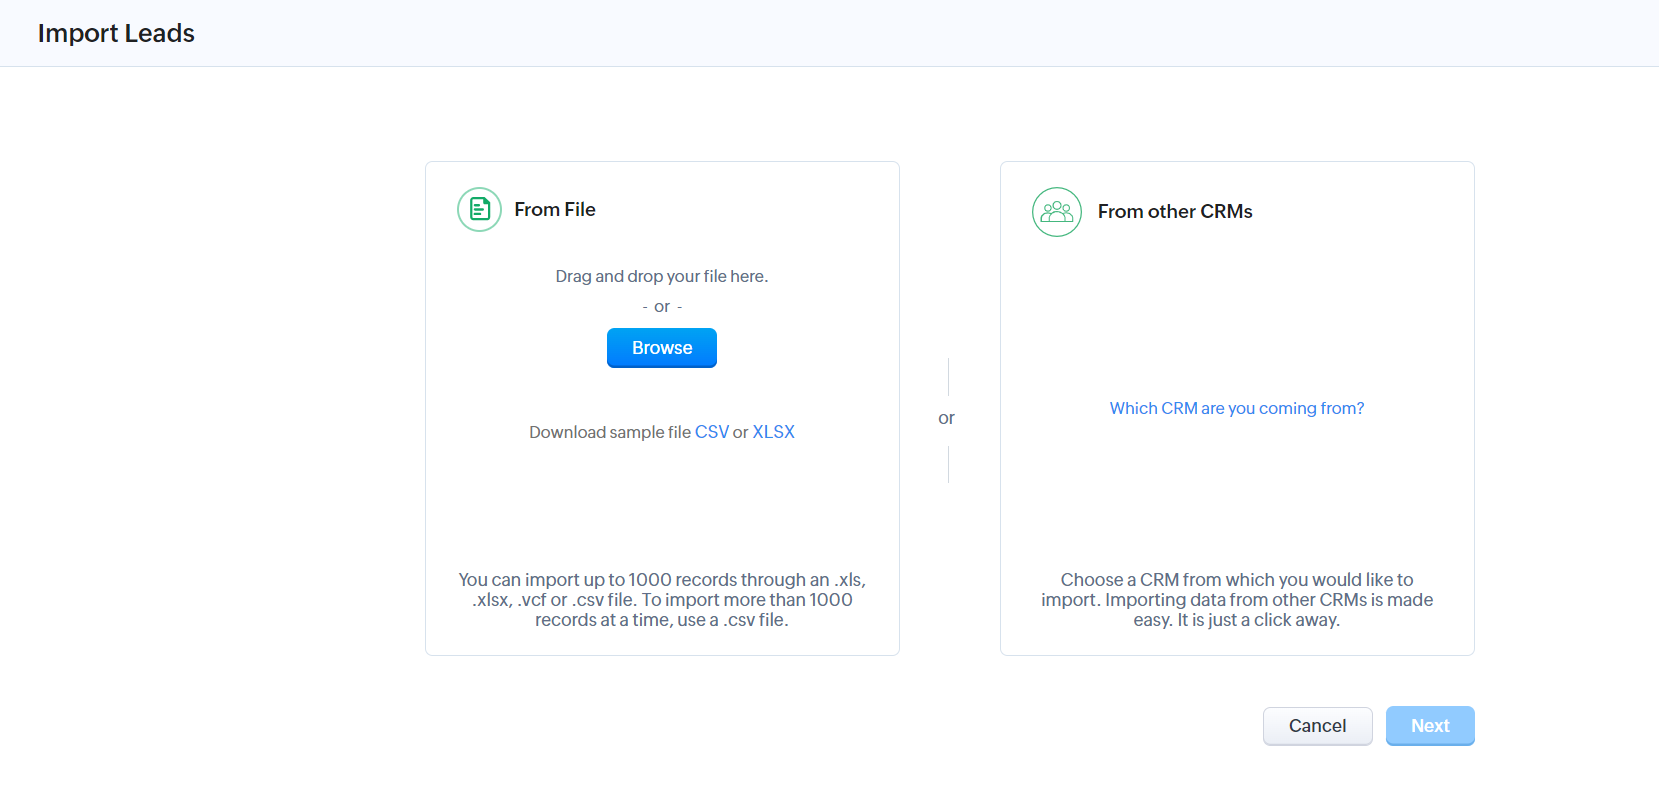 Import Leads
From File
Drag and drop your file here.
- or -
Browse
Download sample file CSV or XLSX
You can import up to 1000 records through an .xls,
.xlsx, .vcf or .csv file. To import more than 1000
records at a time, use a .csv file.
or
From other CRMs
Which CRM are you coming from?
Choose a CRM from which you would like to
import. Importing data from other CRMs is made
easy. It is just a click away.
Cancel
Next